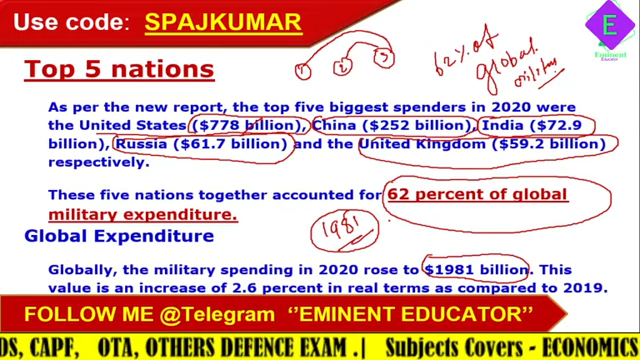 Use code: SPAJKUMAR
E
Eminent
Educator
Top 5 nations
1 2 3
62% of
global
As per the new report, the top five biggest spenders in 2020 were
the United States ($778 billion), China ($252 billion), India ($72.9
billion), Russia ($61.7 billion) and the United Kingdom ($59.2 billion)
respectively.
These five nations together accounted for 62 percent of global
military expenditure.
1981
Global Expenditure
Globally, the military spending in 2020 rose to $1981 billion. This
value is an increase of 2.6 percent in real terms as compared to 2019.
FOLLOW ME @Telegram ‘’EMINENT EDUCATOR’’
DS, CAPF, OTA, OTHERS DEFENCE EXAM .| Subjects Covers - ECONOMICS